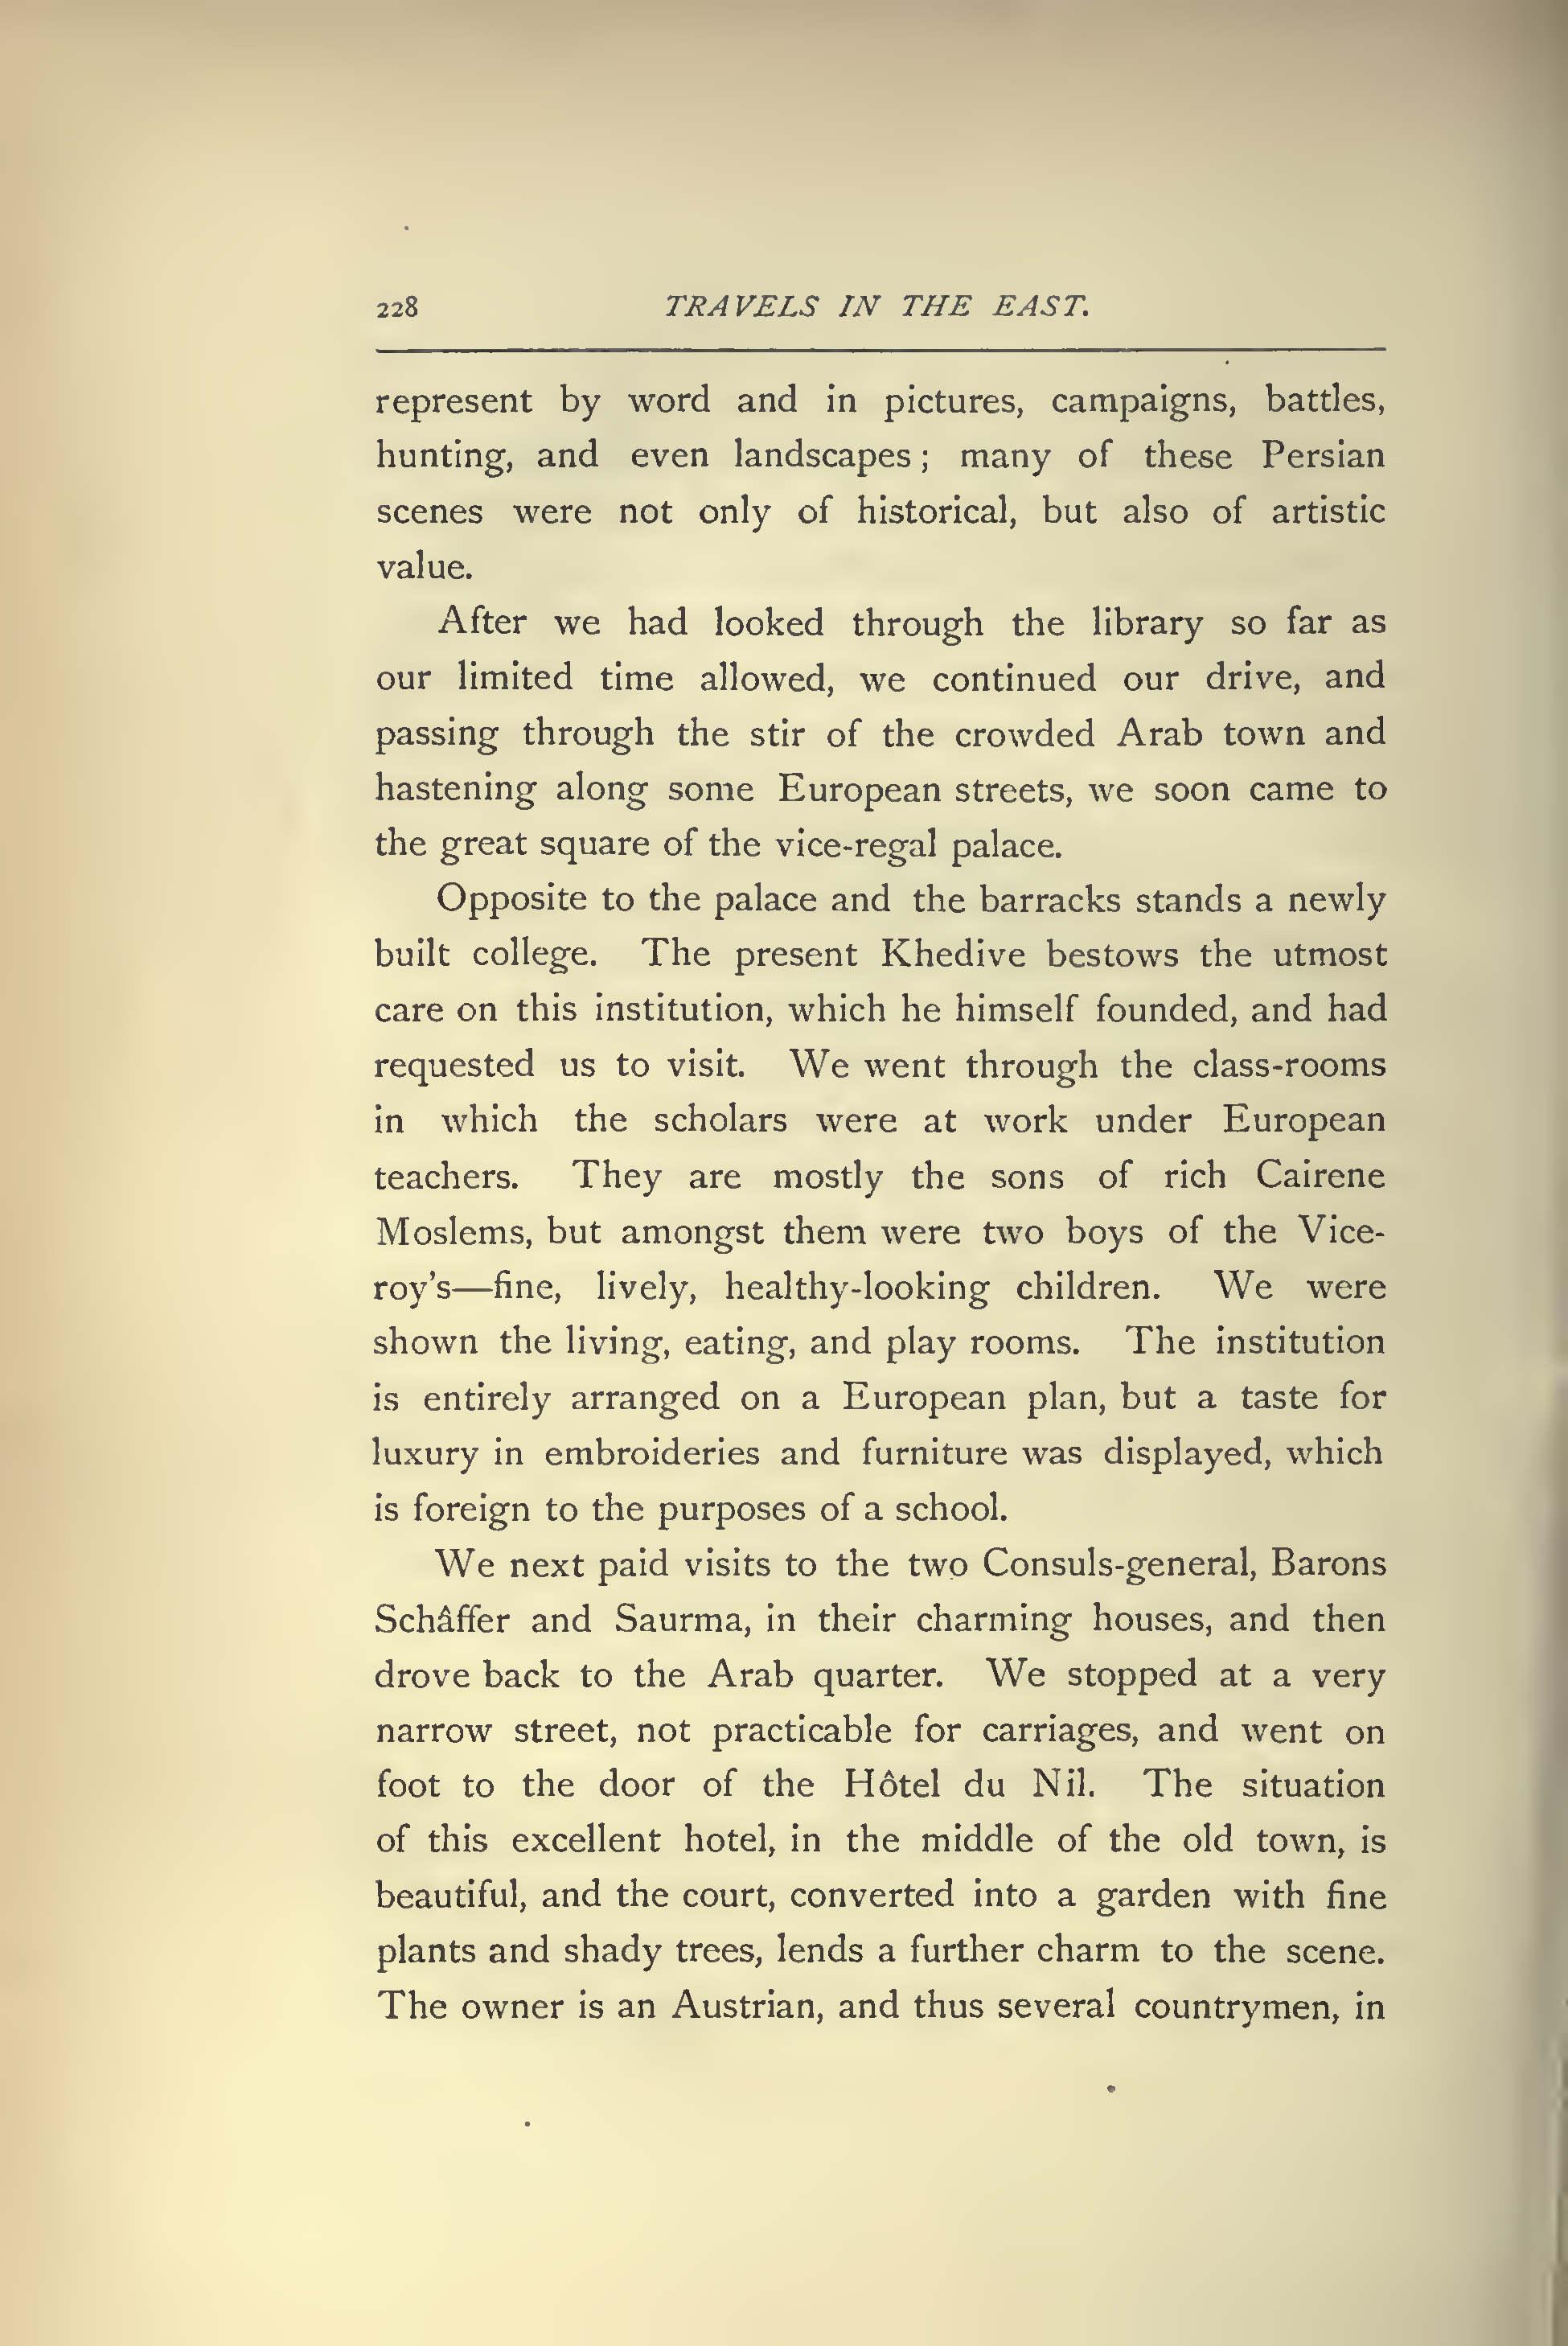 228 TRAVELS IN THE EAST.
represent by word and in pictures, campaigns, battles,
hunting, and even landscapes; many of these Persian
scenes were not only of historical, but also of artistic
value.
After we had looked through the library so far as
our limited time allowed, we continued our drive, and
passing through the stir of the crowded Arab town and
hastening along some European streets, we soon came to
the great square of the vice-regal palace.
Opposite to the palace and the barracks stands a newly
built college. The present Khedive bestows the utmost
care on this institution, which he himself founded, and had
requested us to visit. We went through the class-rooms
in which the scholars were at work under European
teachers. They are mostly the sons of rich Cairene
Moslems, but amongst them were two boys of the Vice-
roy's—fine, lively, healthy-looking children. We were
shown the living, eating, and play rooms. The institution
is entirely arranged on a European plan, but a taste for
luxury in embroideries and furniture was displayed, which
is foreign to the purposes of a school.
We next paid visits to the two Consuls-general, Barons
Schâffer and Saurma, in their charming houses, and then
drove back to the Arab quarter. We stopped at a very
narrow street, not practicable for carriages, and went on
foot to the door of the Hôtel du Nil. The situation
of this excellent hotel, in the middle of the old town, is
beautiful, and the court, converted into a garden with fine
plants and shady trees, lends a further charm to the scene.
The owner is an Austrian, and thus several countrymen, in